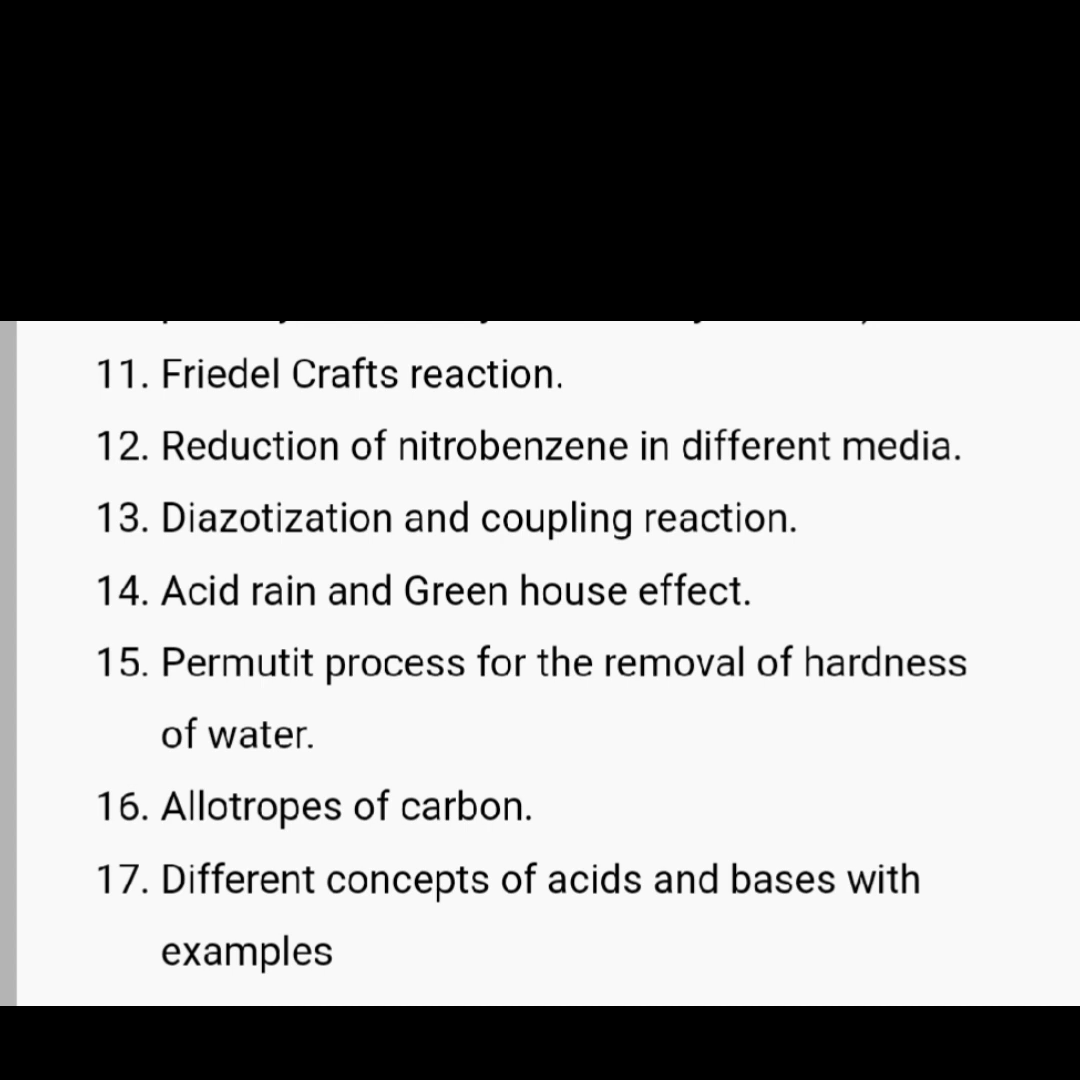 11. Friedel Crafts reaction.
12. Reduction of nitrobenzene in different media.
13. Diazotization and coupling reaction.
14. Acid rain and Green house effect.
15. Permutit process for the removal of hardness
of water.
16. Allotropes of carbon.
17. Different concepts of acids and bases with
examples